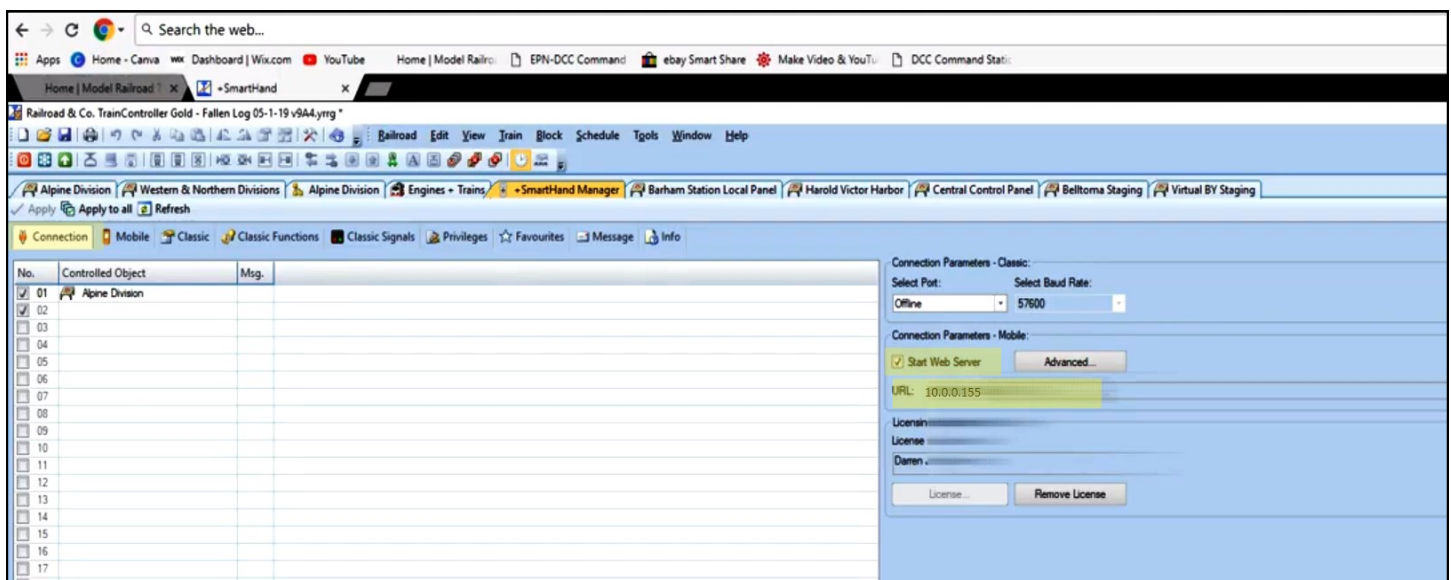 Search the web...
Apps Home - Canva WIX Dashboard | Wix.com YouTube Home | Model Railro EPN-DCC Command ebay Smart Share Make Video & YouTu DCC Command Static
Home | Model Railroad T x +SmartHand x
Railroad & Co. TrainController Gold - Fallen Log 05-1-19 v9A4.yrrg *
Railroad Edit View Train Block Schedule Tools Window Help
Alpine Division Western & Northern Divisions Alpine Division Engines + Trains +SmartHand Manager Barham Station Local Panel Harold Victor Harbor Central Control Panel Belltoma Staging Virtual BY Staging
Apply Apply to all Refresh
Connection Mobile Classic Classic Functions Classic Signals Privileges Favourites Message Info
No. Controlled Object Msg.
01 Alpine Division
02
03
04
05
06
07
08
09
10
11
12
13
14
15
16
17
Connection Parameters - Classic:
Select Port: Select Baud Rate:
Offline 57600
Connection Parameters - Mobile:
Start Web Server Advanced...
URL: 10.0.0.155
Licensin
License
Darren
License... Remove License